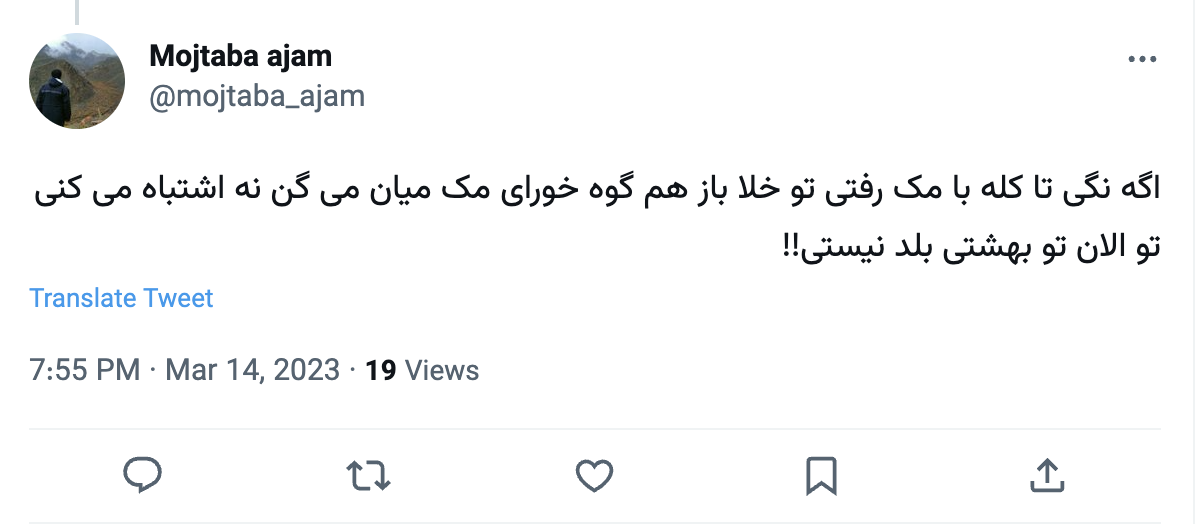 Mojtaba ajam
@mojtaba_ajam
اگه نگی تا کله با مک رفتی تو خلا باز هم گوه خورای مک میان می گن نه اشتباه می کنی
تو الان تو بهشتی بلد نیستی!!
Translate Tweet
7:55 PM · Mar 14, 2023 · 19 Views